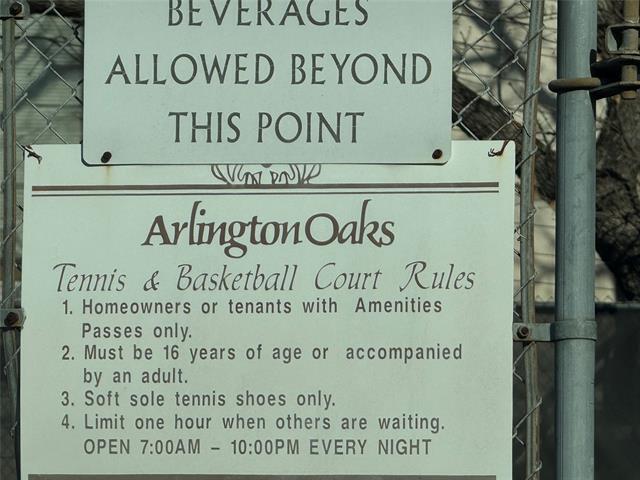 BEVERAGES
ALLOWED BEYOND
THIS POINT
Arlington Oaks
Tennis & Basketball Court Rules
1. Homeowners or tenants with Amenities
Passes only.
2. Must be 16 years of age or accompanied
by an adult.
3. Soft sole tennis shoes only.
4. Limit one hour when others are waiting.
OPEN 7:00AM – 10:00PM EVERY NIGHT